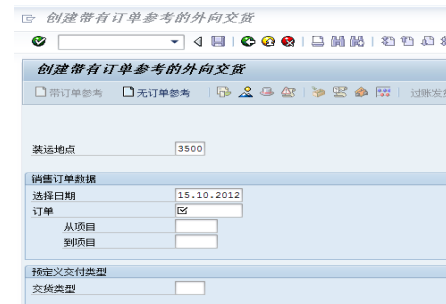 创建带有订单参考的外向交货
创建带有订单参考的外向交货
带订单参考 无订单参考 过账发
装运地点 3500
销售订单数据
选择日期 15.10.2012
订单
从项目
到项目
预定义交付类型
交货类型